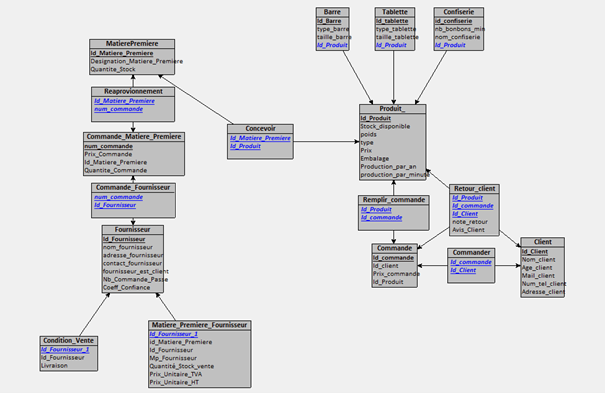 Barre
Id_Barre
type_barre
taille_barre
Id_Produit
Tablette
Id_tablette
type_tablette
taille_tablette
Id_Produit
Confiserie
Id_confiserie
nb_bonbons_min
nom_confiserie
Id_Produit
MatierePremiere
Id_Matiere_Premiere
Designation_Matiere_Premiere
Quantite_Stock
Reaprovionnement
Id_Matiere_Premiere
num_commande
Concevoir
Id_Matiere_Premiere
Id_Produit
Produit_
Id_Produit
Stock_disponible
poids
type
Prix
Embalage
Production_par_an
production_par_minute
Commande_Matiere_Premiere
num_commande
Prix_Commande
Id_Matiere_Premiere
Quantite_Commande
Commande_Fournisseur
num_commande
Id_Fournisseur
Remplir_commande
Id_Produit
Id_commande
Retour_client
Id_Produit
Id_commande
Id_Client
note_retour
Avis_Client
Fournisseur
Id_Fournisseur
nom_fournisseur
adresse_fournisseur
contact_fournisseur
fournisseur_est_client
Nb_Commande_Passe
Coeff_Confiance
Commande
Id_commande
Id_client
Prix_commande
Id_Produit
Commander
Id_commande
Id_Client
Client
Id_Client
Nom_client
Age_client
Mail_client
Num_tel_client
Adresse_client
Condition_Vente
Id_Fournisseur_1
Id_Fournisseur
Livraison
Matiere_Premiere_Fournisseur
Id_Fournisseur_1
id_Matiere_Premiere
Id_Fournisseur
Mp_Fournisseur
Quantité_Stock_vente
Prix_Unitaire_TVA
Prix_Unitaire_HT